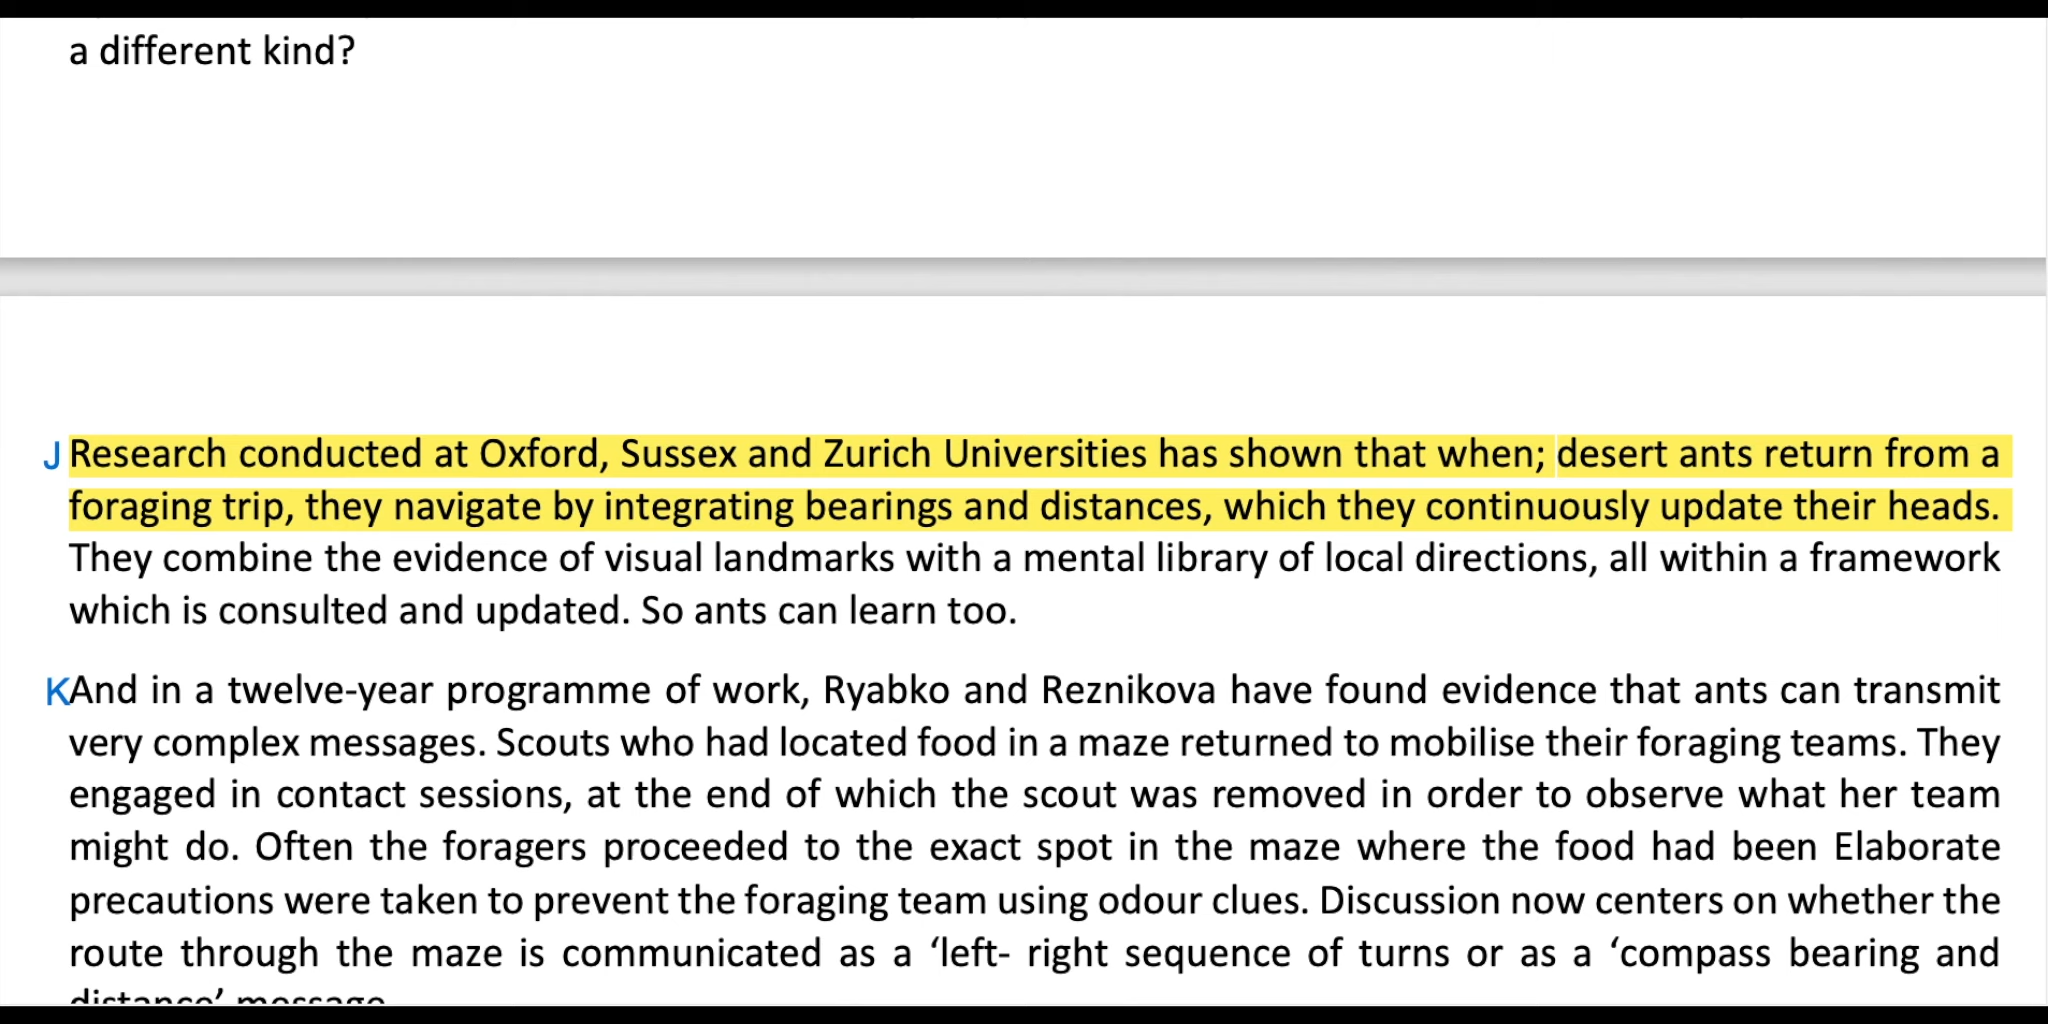 a different kind?
J Research conducted at Oxford, Sussex and Zurich Universities has shown that when; desert ants return from a
foraging trip, they navigate by integrating bearings and distances, which they continuously update their heads.
They combine the evidence of visual landmarks with a mental library of local directions, all within a framework
which is consulted and updated. So ants can learn too.
K And in a twelve-year programme of work, Ryabko and Reznikova have found evidence that ants can transmit
very complex messages. Scouts who had located food in a maze returned to mobilise their foraging teams. They
engaged in contact sessions, at the end of which the scout was removed in order to observe what her team
might do. Often the foragers proceeded to the exact spot in the maze where the food had been Elaborate
precautions were taken to prevent the foraging team using odour clues. Discussion now centers on whether the
route through the maze is communicated as a ‘left- right sequence of turns or as a ‘compass bearing and
distance’ message